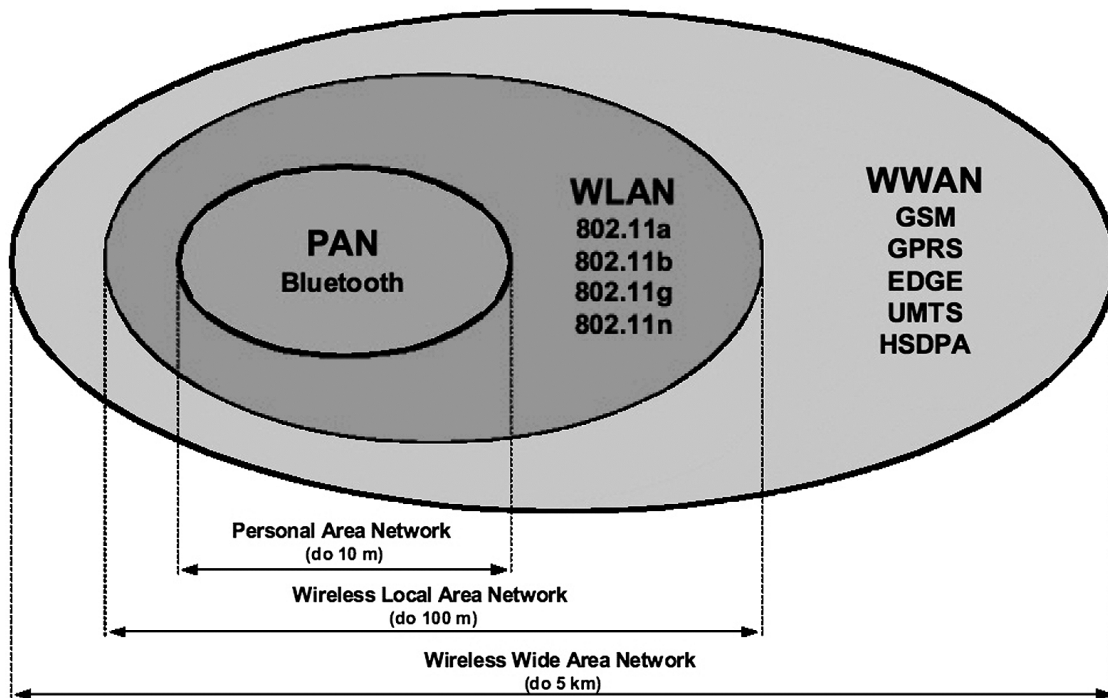 PAN
Bluetooth
WLAN
802.11a
802.11b
802.11g
802.11n
WWAN
GSM
GPRS
EDGE
UMTS
HSDPA
Personal Area Network
(do 10 m)
Wireless Local Area Network
(do 100 m)
Wireless Wide Area Network
(do 5 km)